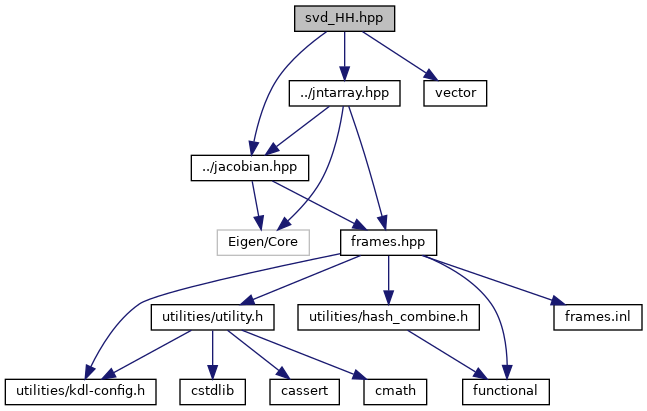 svd_HH.hpp
../jntarray.hpp
vector
../jacobian.hpp
Eigen/Core
frames.hpp
utilities/utility.h
utilities/hash_combine.h
frames.inl
utilities/kdl-config.h
cstdlib
cassert
cmath
functional